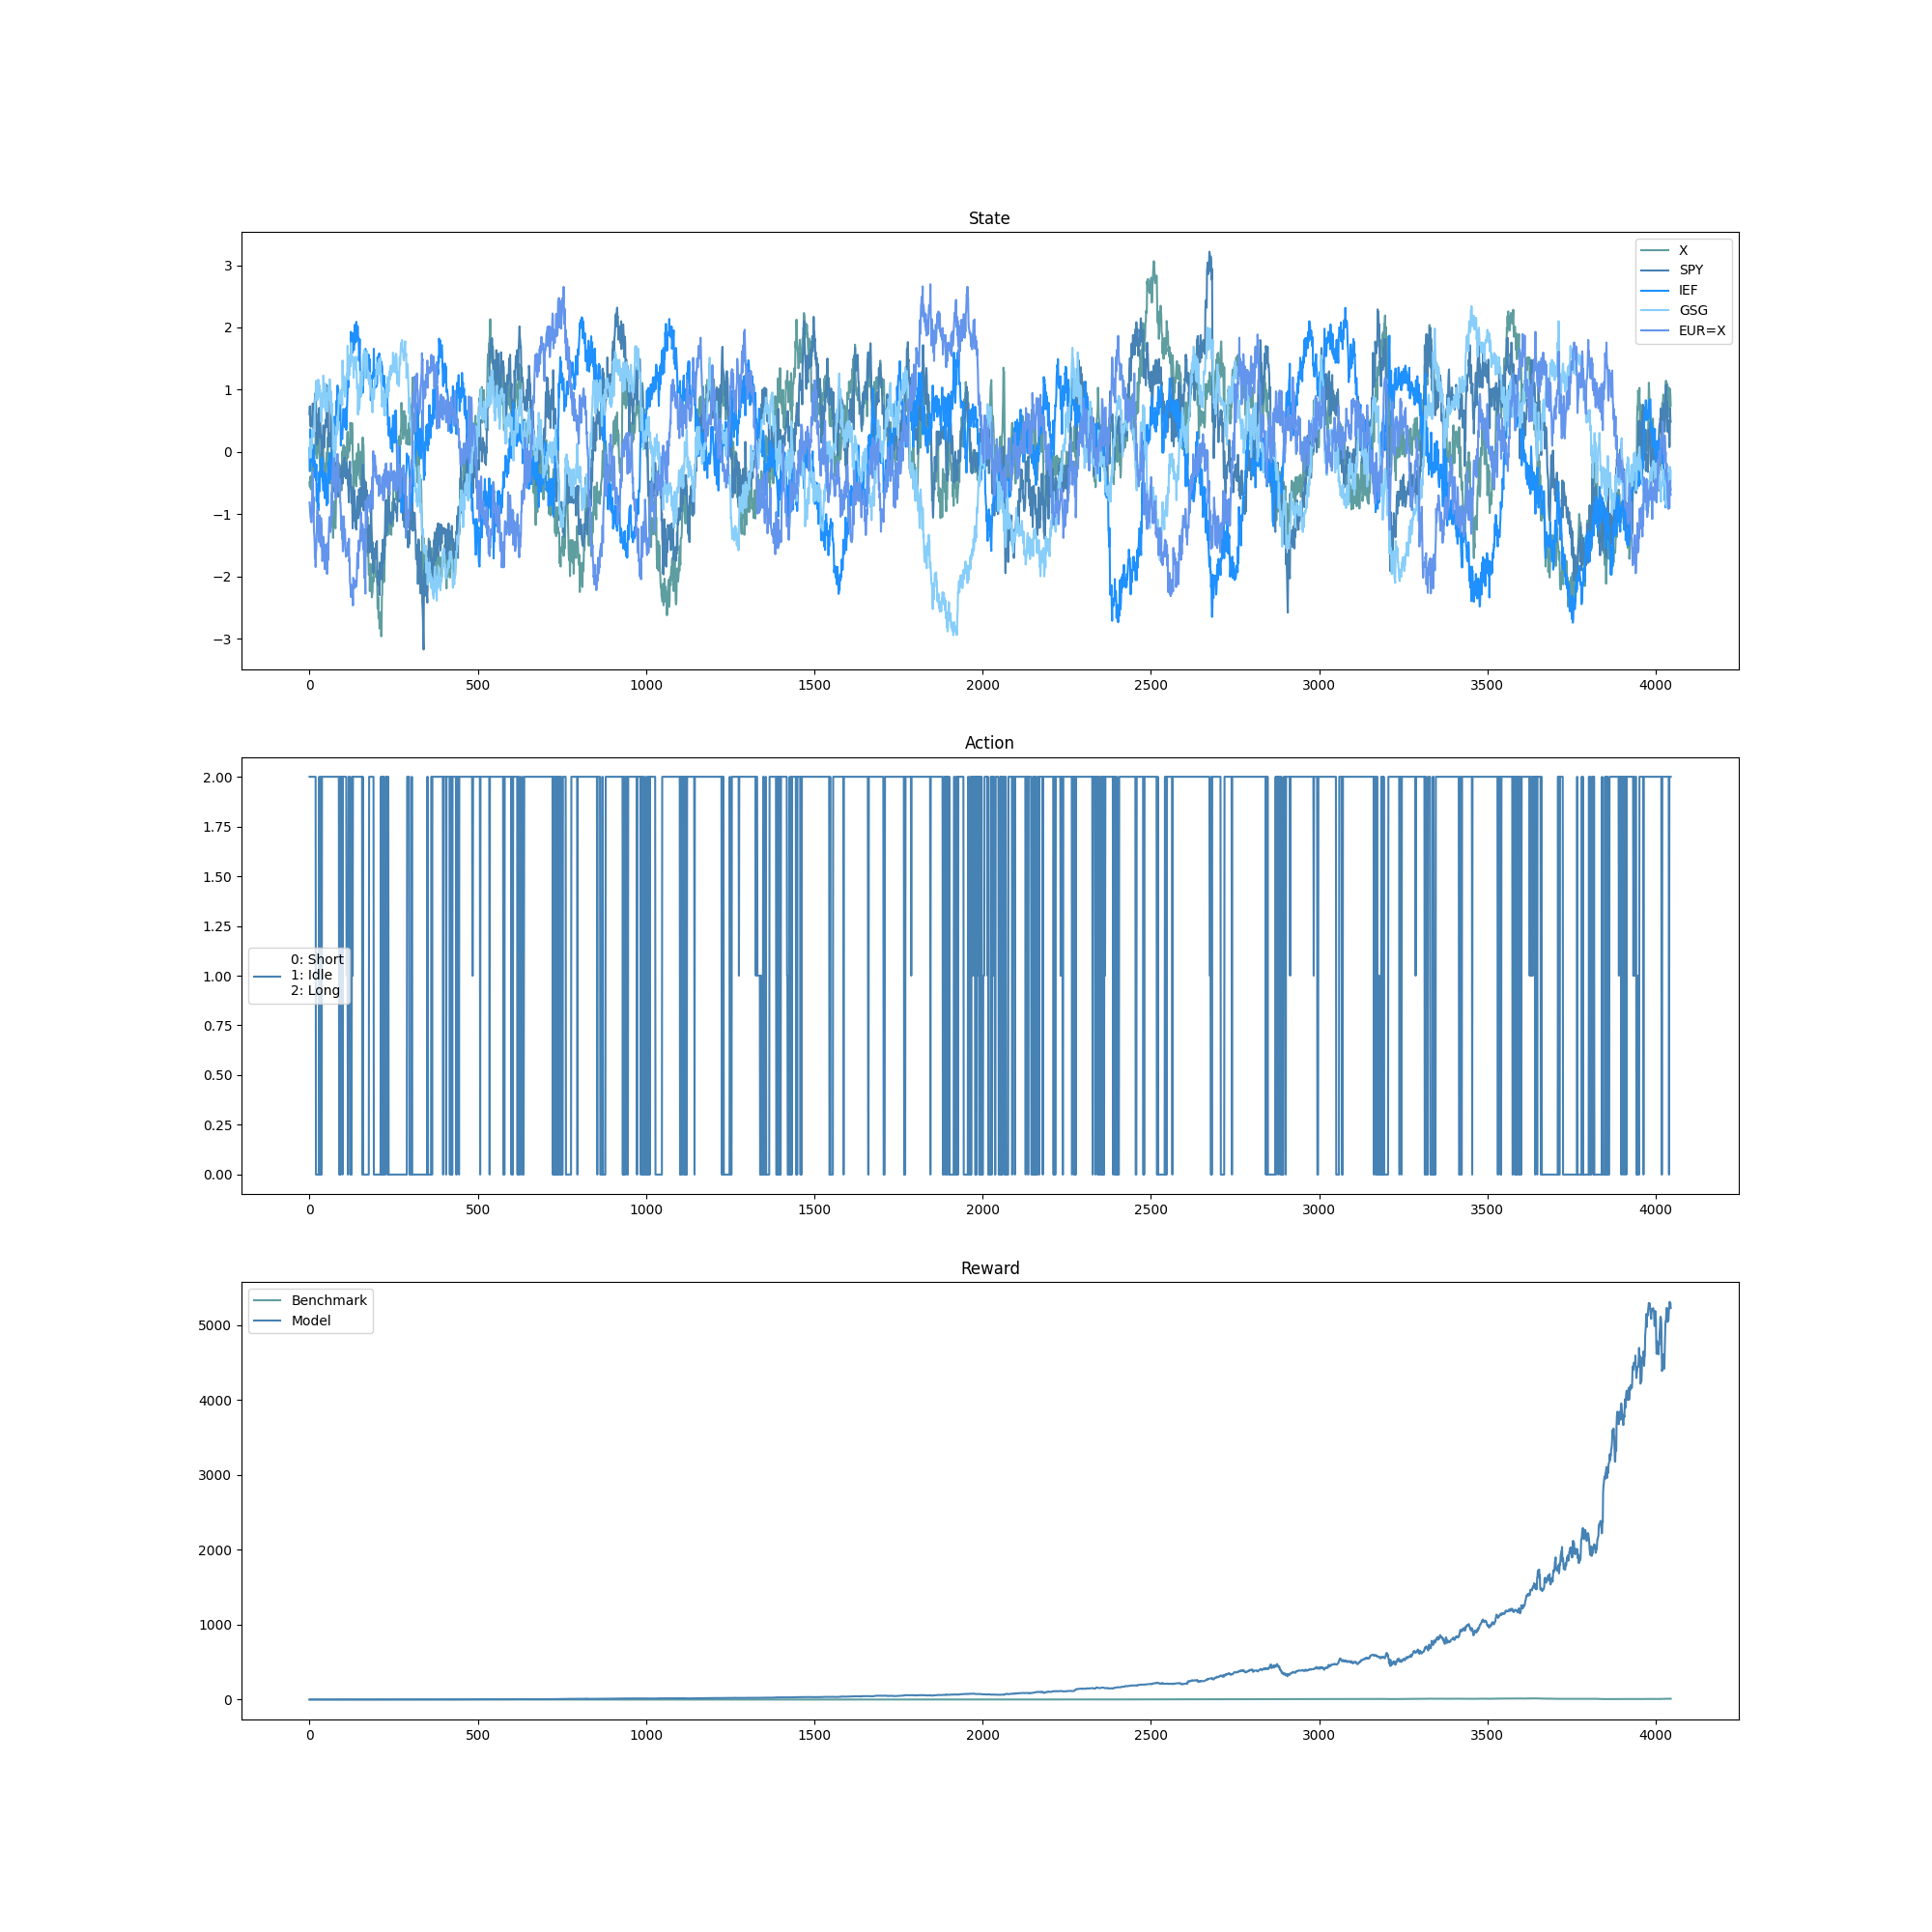 State
3
2
1
0
−1
−2
−3
X
SPY
IEF
GSG
EUR=X
0 500 1000 1500 2000 2500 3000 3500 4000
Action
2.00
1.75
1.50
1.25
1.00
0.75
0.50
0.25
0.00
0: Short
1: Idle
2: Long
0 500 1000 1500 2000 2500 3000 3500 4000
Reward
Benchmark
Model
5000
4000
3000
2000
1000
0
0 500 1000 1500 2000 2500 3000 3500 4000